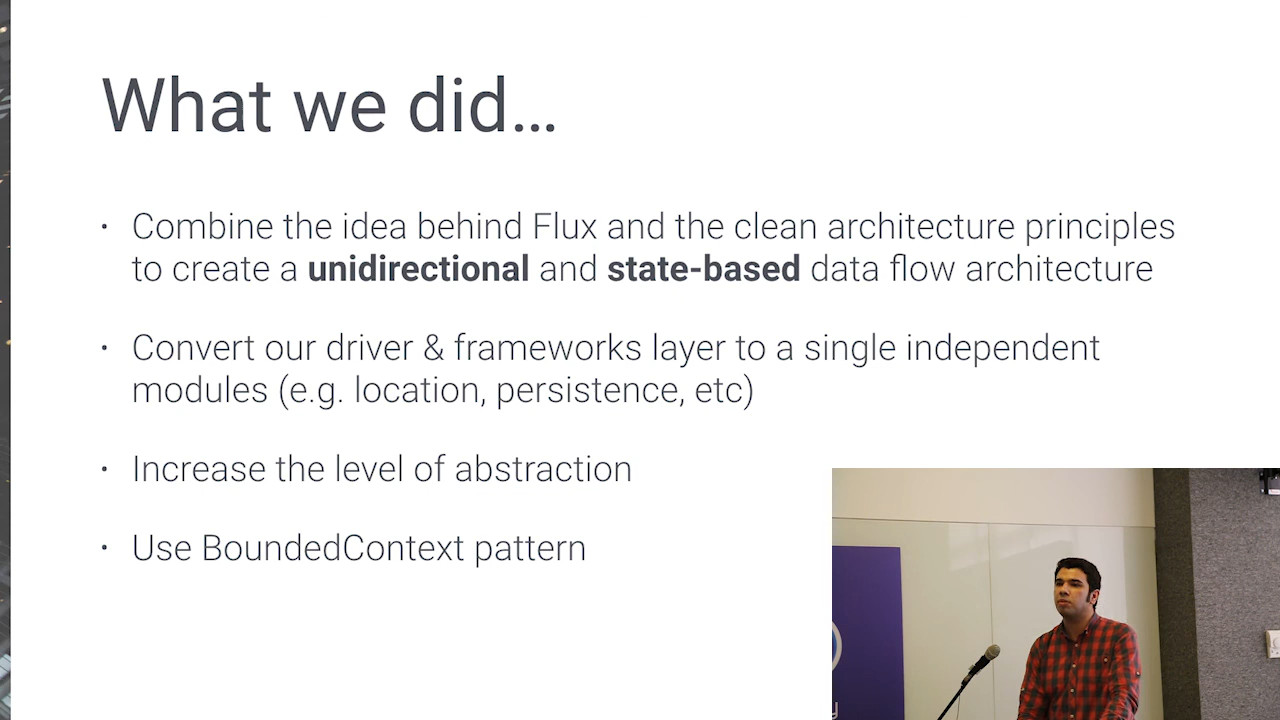 What we did...
• Combine the idea behind Flux and the clean architecture principles
to create a unidirectional and state-based data flow architecture
• Convert our driver & frameworks layer to a single independent
modules (e.g. location, persistence, etc)
• Increase the level of abstraction
• Use BoundedContext pattern